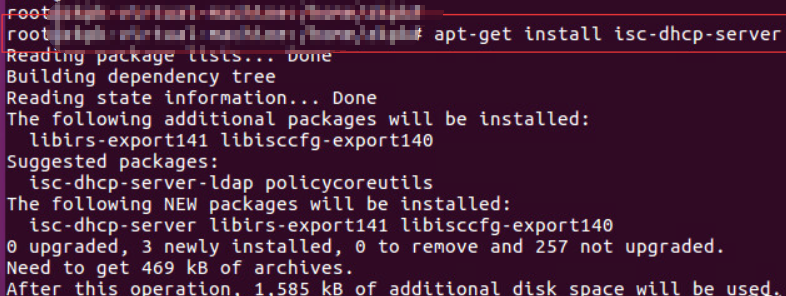 root
root # apt-get install isc-dhcp-server
Reading package lists... Done
Building dependency tree
Reading state information... Done
The following additional packages will be installed:
libirs-export141 libisccfg-export140
Suggested packages:
isc-dhcp-server-ldap policycoreutils
The following NEW packages will be installed:
isc-dhcp-server libirs-export141 libisccfg-export140
0 upgraded, 3 newly installed, 0 to remove and 257 not upgraded.
Need to get 469 kB of archives.
After this operation, 1,585 kB of additional disk space will be used.